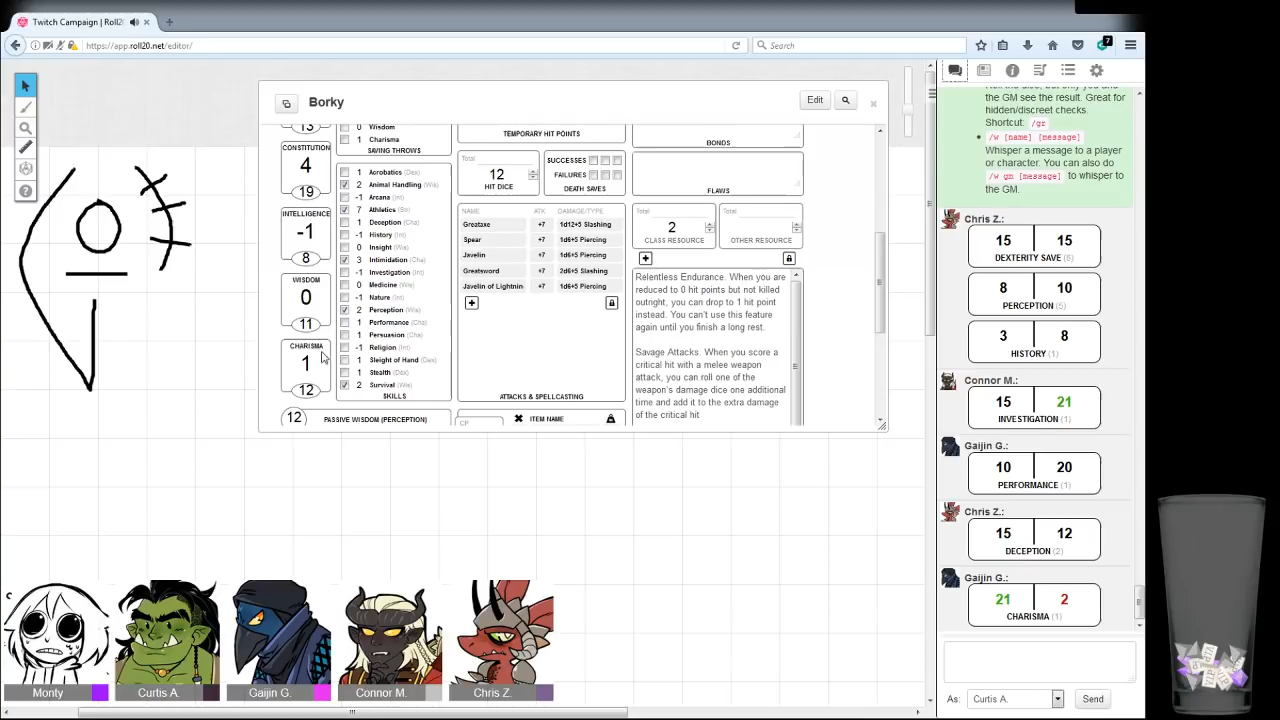 Twitch Campaign | Roll20
https://app.roll20.net/editor/
Search
7
Borky
Edit
13
CONSTITUTION
4
19
INTELLIGENCE
-1
8
WISDOM
0
11
CHARISMA
1
12
0 Wisdom
1 Charisma
SAVING THROWS
1 Acrobatics (Dex)
2 Animal Handling (Wis)
-1 Arcana (Int)
7 Athletics (Str)
1 Deception (Cha)
-1 History (Int)
0 Insight (Wis)
3 Intimidation (Cha)
-1 Investigation (Int)
0 Medicine (Wis)
-1 Nature (Int)
2 Perception (Wis)
1 Performance (Cha)
1 Persuasion (Cha)
-1 Religion (Int)
1 Sleight of Hand (Dex)
1 Stealth (Dex)
2 Survival (Wis)
SKILLS
12 PASSIVE WISDOM (PERCEPTION)
TEMPORARY HIT POINTS
Total
12
HIT DICE
SUCCESSES
FAILURES
DEATH SAVES
NAME ATK DAMAGE/TYPE
Greataxe +7 1d12+5 Slashing
Spear +7 1d6+5 Piercing
Javelin +7 1d6+5 Piercing
Greatsword +7 2d6+5 Slashing
Javelin of Lightnin +7 1d6+5 Piercing
ATTACKS & SPELLCASTING
CP
ITEM NAME
BONDS
FLAWS
Total
2
CLASS RESOURCE
Total
OTHER RESOURCE
Relentless Endurance. When you are
reduced to 0 hit points but not killed
outright, you can drop to 1 hit point
instead. You can't use this feature
again until you finish a long rest.
Savage Attacks. When you score a
critical hit with a melee weapon
attack, you can roll one of the
weapon's damage dice one additional
time and add it to the extra damage
of the critical hit
the GM see the result. Great for
hidden/discreet checks.
Shortcut: /gr
/w [name] [message]
Whisper a message to a player
or character. You can also do
/w gm [message] to whisper to
the GM.
Chris Z.:
15 15
DEXTERITY SAVE (5)
8 10
PERCEPTION (5)
3 8
HISTORY (1)
Connor M.:
15 21
INVESTIGATION (1)
Gaijin G.:
10 20
PERFORMANCE (1)
Chris Z.:
15 12
DECEPTION (2)
Gaijin G.:
21 2
CHARISMA (1)
As: Curtis A.
Send
Monty
Curtis A.
Gaijin G.
Connor M.
Chris Z.